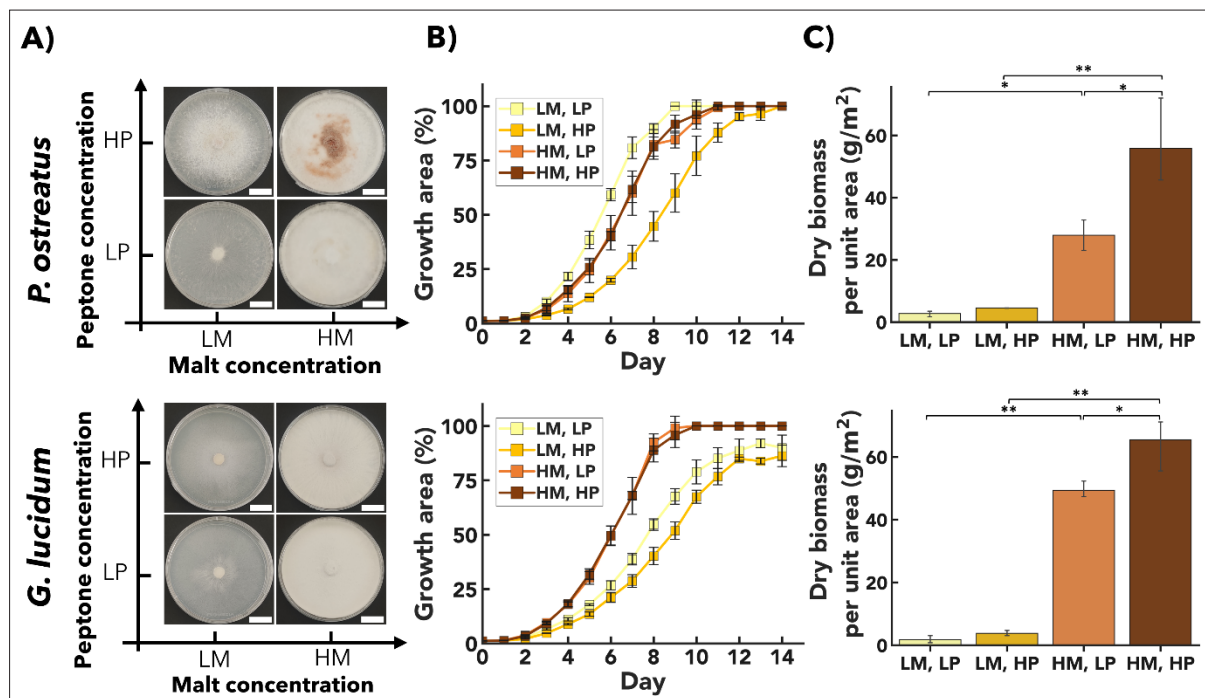 A)
B)
C)
P. ostreatus
Peptone concentration
HP
LP
LM
HM
Malt concentration
Growth area (%)
100
75
50
25
0
LM, LP
LM, HP
HM, LP
HM, HP
0 2 4 6 8 10 12 14
Day
Dry biomass
per unit area (g/m²)
60
40
20
0
*
**
*
LM, LP LM, HP HM, LP HM, HP
G. lucidum
Peptone concentration
HP
LP
LM
HM
Malt concentration
Growth area (%)
100
75
50
25
0
LM, LP
LM, HP
HM, LP
HM, HP
0 2 4 6 8 10 12 14
Day
Dry biomass
per unit area (g/m²)
60
40
20
0
**
**
*
LM, LP LM, HP HM, LP HM, HP